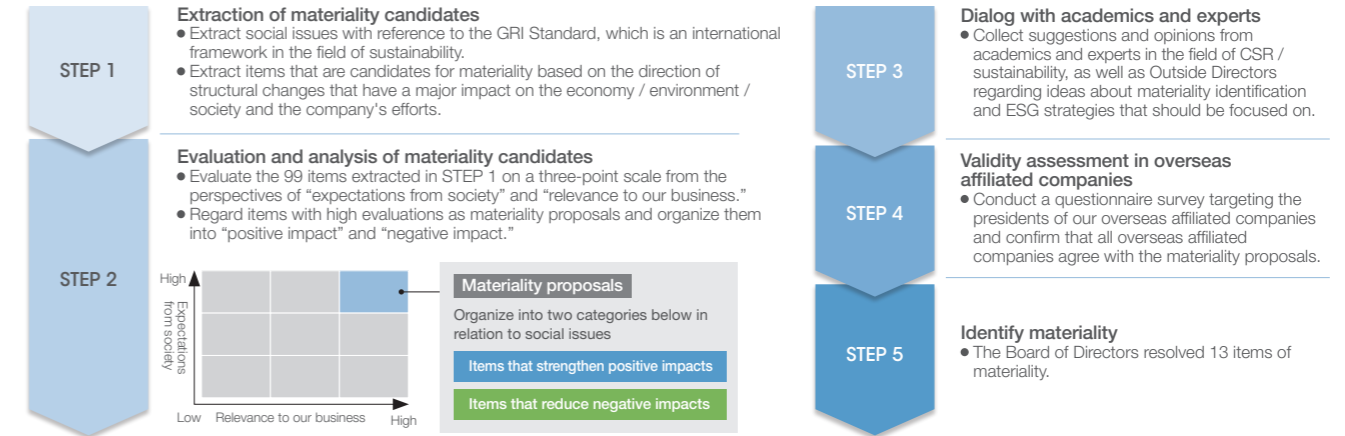 STEP 1
Extraction of materiality candidates
● Extract social issues with reference to the GRI Standard, which is an international
framework in the field of sustainability.
● Extract items that are candidates for materiality based on the direction of
structural changes that have a major impact on the economy / environment /
society and the company's efforts.
STEP 2
Evaluation and analysis of materiality candidates
● Evaluate the 99 items extracted in STEP 1 on a three-point scale from the
perspectives of “expectations from society” and “relevance to our business.”
● Regard items with high evaluations as materiality proposals and organize them
into “positive impact” and “negative impact.”
High
Expectations
from society
Low
Relevance to our business
High
Materiality proposals
Organize into two categories below in
relation to social issues
Items that strengthen positive impacts
Items that reduce negative impacts
STEP 3
Dialog with academics and experts
● Collect suggestions and opinions from
academics and experts in the field of CSR /
sustainability, as well as Outside Directors
regarding ideas about materiality identification
and ESG strategies that should be focused on.
STEP 4
Validity assessment in overseas
affiliated companies
● Conduct a questionnaire survey targeting the
presidents of our overseas affiliated companies
and confirm that all overseas affiliated
companies agree with the materiality proposals.
STEP 5
Identify materiality
● The Board of Directors resolved 13 items of
materiality.